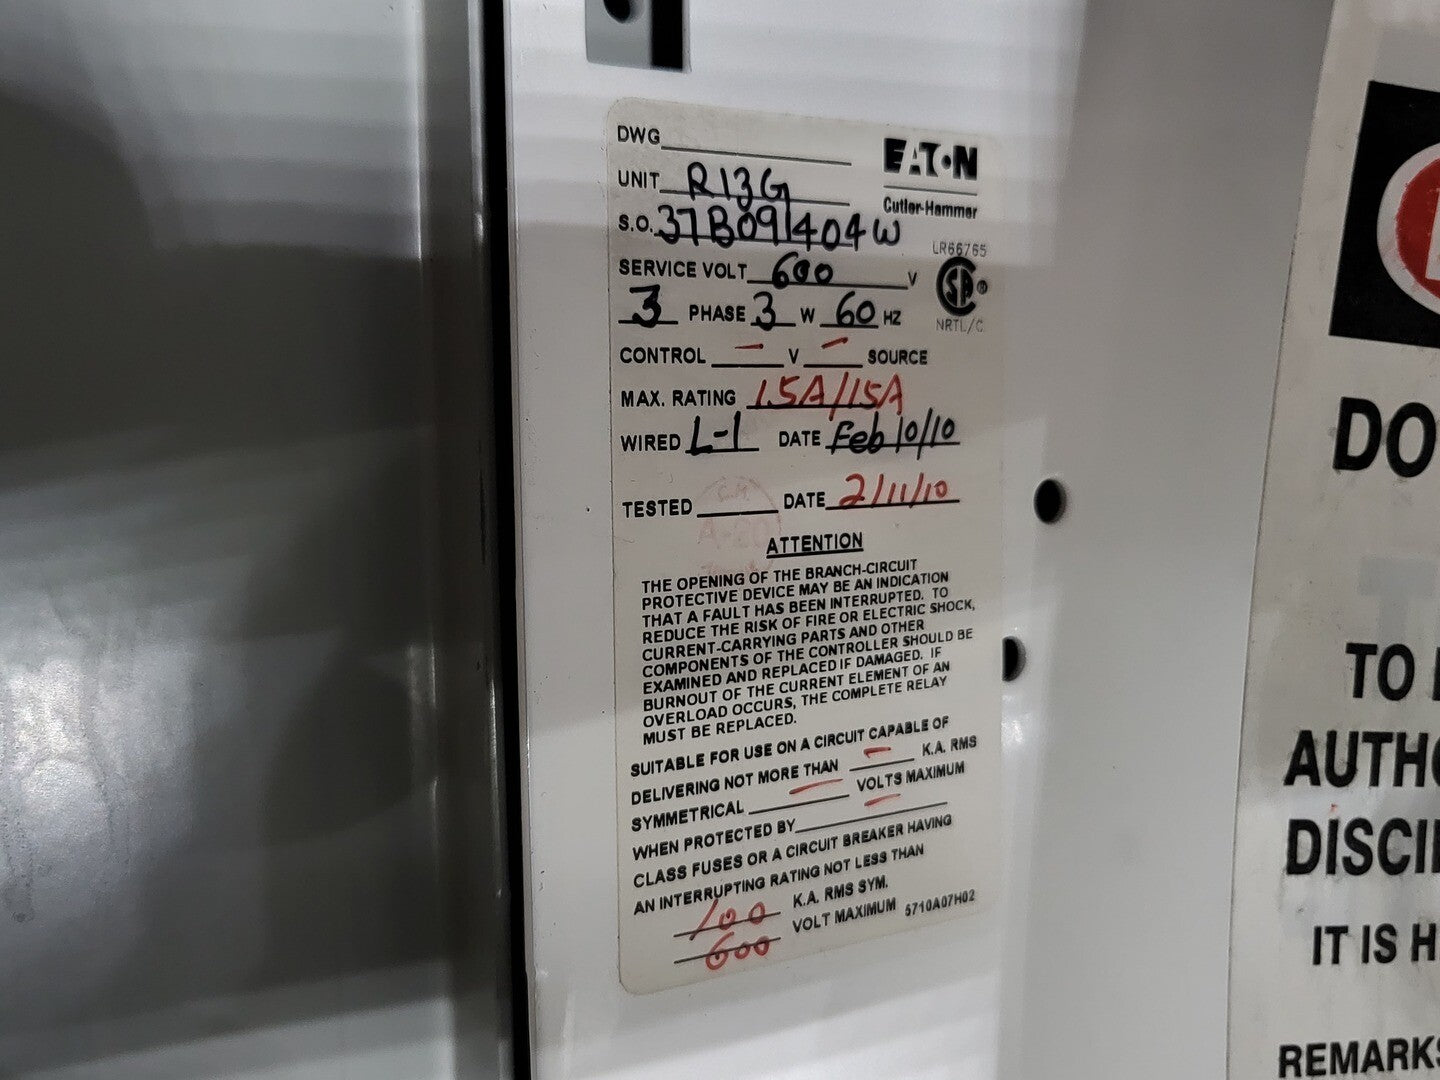 DWG
EATON
UNIT R13G
Cutler-Hammer
S.O. 37B091404W
LR66765
SERVICE VOLT 600 V
SA ®
3 PHASE 3 W 60 HZ
NRTL/C
CONTROL - V - SOURCE
MAX. RATING 1.5A/15A
WIRED L-1 DATE Feb 10/10
TESTED DATE 2/11/10
ATTENTION
THE OPENING OF THE BRANCH-CIRCUIT
PROTECTIVE DEVICE MAY BE AN INDICATION
THAT A FAULT HAS BEEN INTERRUPTED. TO
REDUCE THE RISK OF FIRE OR ELECTRIC SHOCK,
CURRENT-CARRYING PARTS AND OTHER
COMPONENTS OF THE CONTROLLER SHOULD BE
EXAMINED AND REPLACED IF DAMAGED. IF
BURNOUT OF THE CURRENT ELEMENT OF AN
OVERLOAD OCCURS, THE COMPLETE RELAY
MUST BE REPLACED.
SUITABLE FOR USE ON A CIRCUIT CAPABLE OF
DELIVERING NOT MORE THAN - K.A. RMS
SYMMETRICAL - VOLTS MAXIMUM
WHEN PROTECTED BY -
CLASS FUSES OR A CIRCUIT BREAKER HAVING
AN INTERRUPTING RATING NOT LESS THAN
100 K.A. RMS SYM.
600 VOLT MAXIMUM 5710A07H02
DO
TO
AUTHO
DISCI
IT IS H
REMARKS